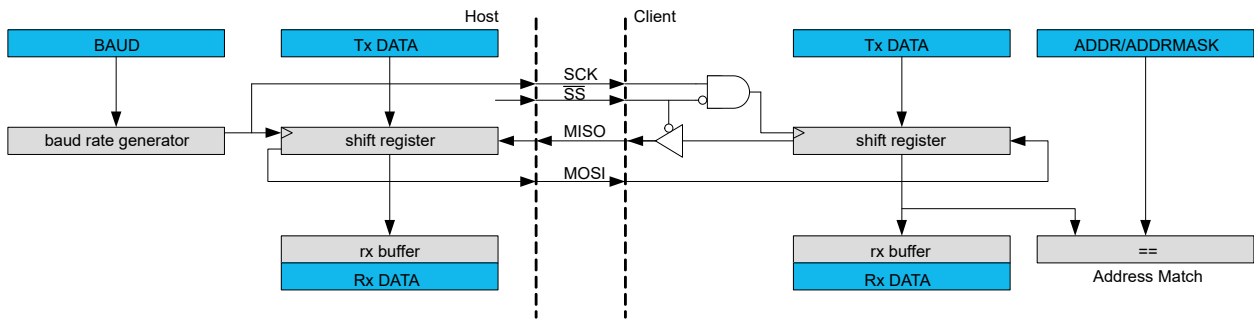 Host
Client
BAUD
Tx DATA
Tx DATA
ADDR/ADDRMASK
SCK
SS
baud rate generator
shift register
MISO
shift register
MOSI
rx buffer
rx buffer
==
Rx DATA
Rx DATA
Address Match